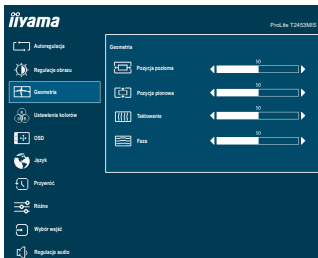 iiyama
ProLite T2453MIS
Autoregulacja
Regulacje obrazu
Geometria
Ustawienia kolorów
OSD
Język
Przywróć
Różne
Wybór wejść
Regulacje audio
Geometria
Pozycja pozioma
50
Pozycja pionowa
50
Taktowanie
50
Faza
50